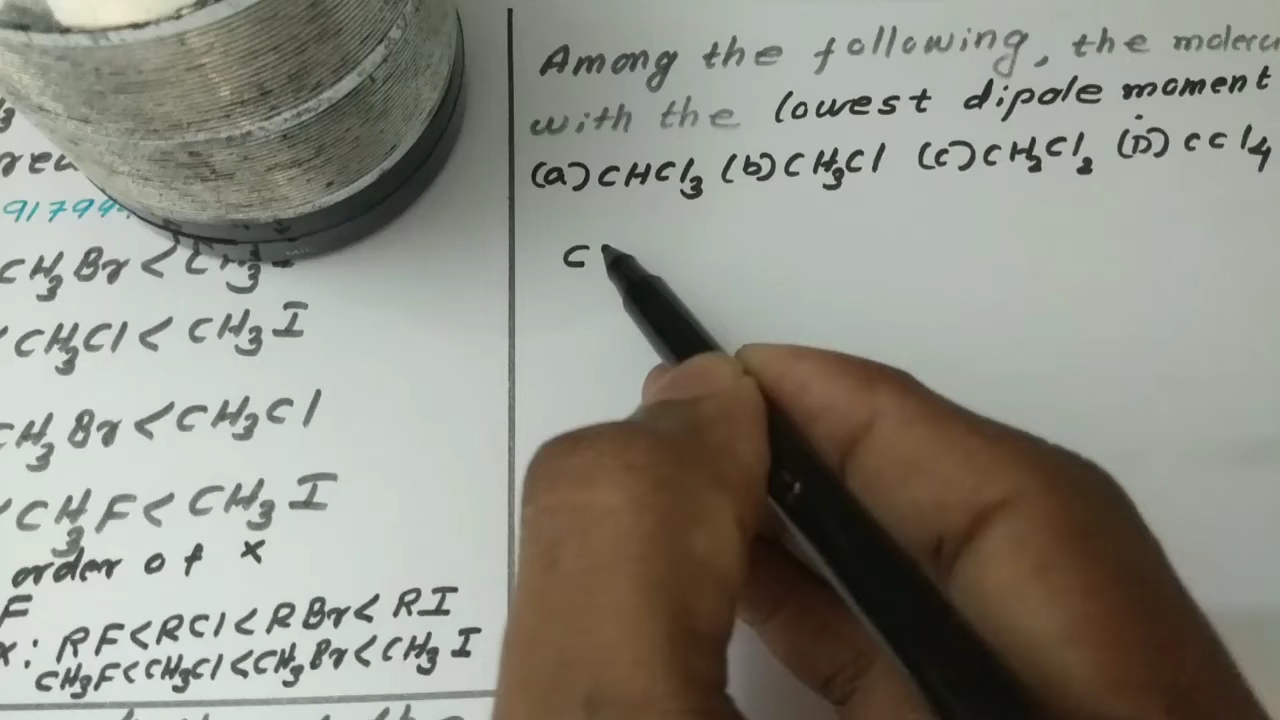 91794
CH3Br <
CH3Cl < CH3I
CH3Br < CH3Cl
CH3F < CH3I
order of x
F
x: RF < RCl < RBr < RI
CH3F < CH3Cl < CH3Br < CH3I
Among the following, the molecu
with the lowest dipole moment
(a) CHCl3 (b) CH3Cl (c) CH2Cl2 (D) CCl4
C